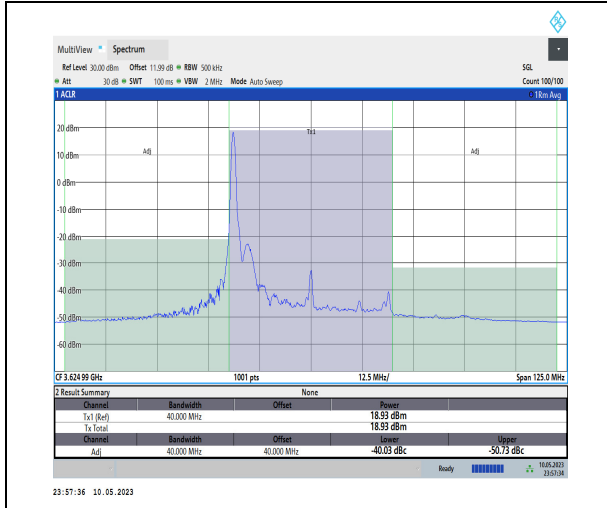 MultiView Spectrum
Ref Level 30.00 dBm Offset 11.99 dB RBW 500 kHz SGL
Att 30 dB SWT 100 ms VBW 2 MHz Mode Auto Sweep Count 100/100
1 ACLR 1Rm Avg
Tx1
20 dBm
Adj Adj
10 dBm
0 dBm
-10 dBm
-20 dBm
-30 dBm
-40 dBm
-50 dBm
-60 dBm
CF 3.624 99 GHz 1001 pts 12.5 MHz/ Span 125.0 MHz
2 Result Summary None
Channel Bandwidth Offset Power
Tx1 (Ref) 40.000 MHz 18.93 dBm
Tx Total 18.93 dBm
Channel Bandwidth Offset Lower Upper
Adj 40.000 MHz 40.000 MHz -40.03 dBc -50.73 dBc
Ready 10.05.2023
23:57:34
23:57:36 10.05.2023